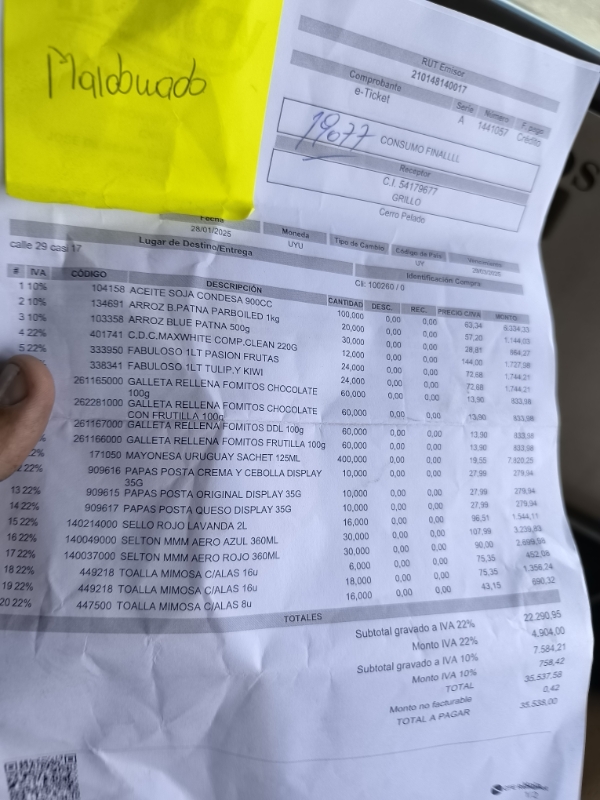 Maldonado
RUT Emisor
210148140017
Comprobante Serie Número F. pago
e-Ticket A 1441057 Crédito
19077
CONSUMO FINALLLL
Receptor
C.I. 54179677
GRILLO
Cerro Pelado
Fecha Moneda Tipo de Cambio Código de País Vencimiento
28/01/2025 UYU UY
Lugar de Destino/Entrega Identificación Compra
calle 29 casi 17 Cli: 100260 / 0
# IVA CÓDIGO DESCRIPCIÓN CANTIDAD DESC. REC. PRECIO C/IVA MONTO
1 10% 104158 ACEITE SOJA CONDESA 900CC 100,000 0,00 0,00 63,34 6.334,33
2 10% 134691 ARROZ B.PATNA PARBOILED 1kg 20,000 0,00 0,00 57,20 1.144,03
3 10% 103358 ARROZ BLUE PATNA 500g 30,000 0,00 0,00 28,81 864,27
4 22% 401741 C.D.C.MAXWHITE COMP.CLEAN 220G 12,000 0,00 0,00 144,00 1.727,98
5 22% 333950 FABULOSO 1LT PASION FRUTAS 24,000 0,00 0,00 72,68 1.744,21
338341 FABULOSO 1LT TULIP.Y KIWI 24,000 0,00 0,00 72,68 1.744,21
261165000 GALLETA RELLENA FOMITOS CHOCOLATE 60,000 0,00 0,00 13,90 833,98
100g
262281000 GALLETA RELLENA FOMITOS CHOCOLATE 60,000 0,00 0,00 13,90 833,98
CON FRUTILLA 100g
261167000 GALLETA RELLENA FOMITOS DDL 100g 60,000 0,00 0,00 13,90 833,98
261166000 GALLETA RELLENA FOMITOS FRUTILLA 100g 60,000 0,00 0,00 13,90 833,98
171050 MAYONESA URUGUAY SACHET 125ML 400,000 0,00 0,00 19,55
22% 909616 PAPAS POSTA CREMA Y CEBOLLA DISPLAY 10,000 0,00 0,00 27,99 279,94
35G
13 22% 909615 PAPAS POSTA ORIGINAL DISPLAY 35G 10,000 0,00 0,00 27,99 279,94
14 22% 909617 PAPAS POSTA QUESO DISPLAY 35G 10,000 0,00 0,00 27,99 279,94
15 22% 140214000 SELLO ROJO LAVANDA 2L 16,000 0,00 0,00 96,51 1.544,11
16 22% 140049000 SELTON MMM AERO AZUL 360ML 30,000 0,00 0,00 107,99 3.239,83
17 22% 140037000 SELTON MMM AERO ROJO 360ML 30,000 0,00 0,00 90,00
18 22% 449218 TOALLA MIMOSA C/ALAS 16u 6,000 0,00 0,00 75,35 452,08
19 22% 449218 TOALLA MIMOSA C/ALAS 16u 18,000 0,00 0,00 75,35 1.356,24
20 22% 447500 TOALLA MIMOSA C/ALAS 8u 16,000 0,00 0,00 43,15 690,32
TOTALES
Subtotal gravado a IVA 22% 22.290,95
Monto IVA 22% 4.904,00
Subtotal gravado a IVA 10% 7.584,21
Monto IVA 10% 758,42
TOTAL 35.537,58
Monto no facturable 0,42
TOTAL A PAGAR 35.538,00